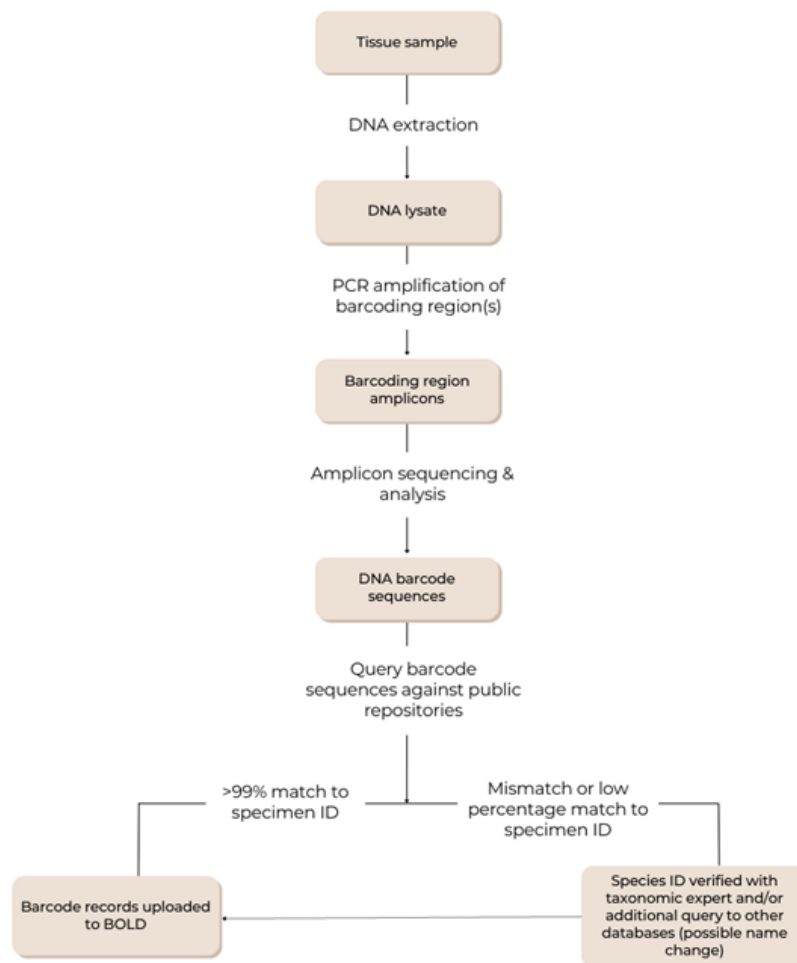 Tissue sample
DNA extraction
DNA lysate
PCR amplification of
barcoding region(s)
Barcoding region
amplicons
Amplicon sequencing &
analysis
DNA barcode
sequences
Query barcode
sequences against public
repositories
>99% match to
specimen ID
Mismatch or low
percentage match to
specimen ID
Barcode records uploaded
to BOLD
Species ID verified with
taxonomic expert and/or
additional query to other
databases (possible name
change)